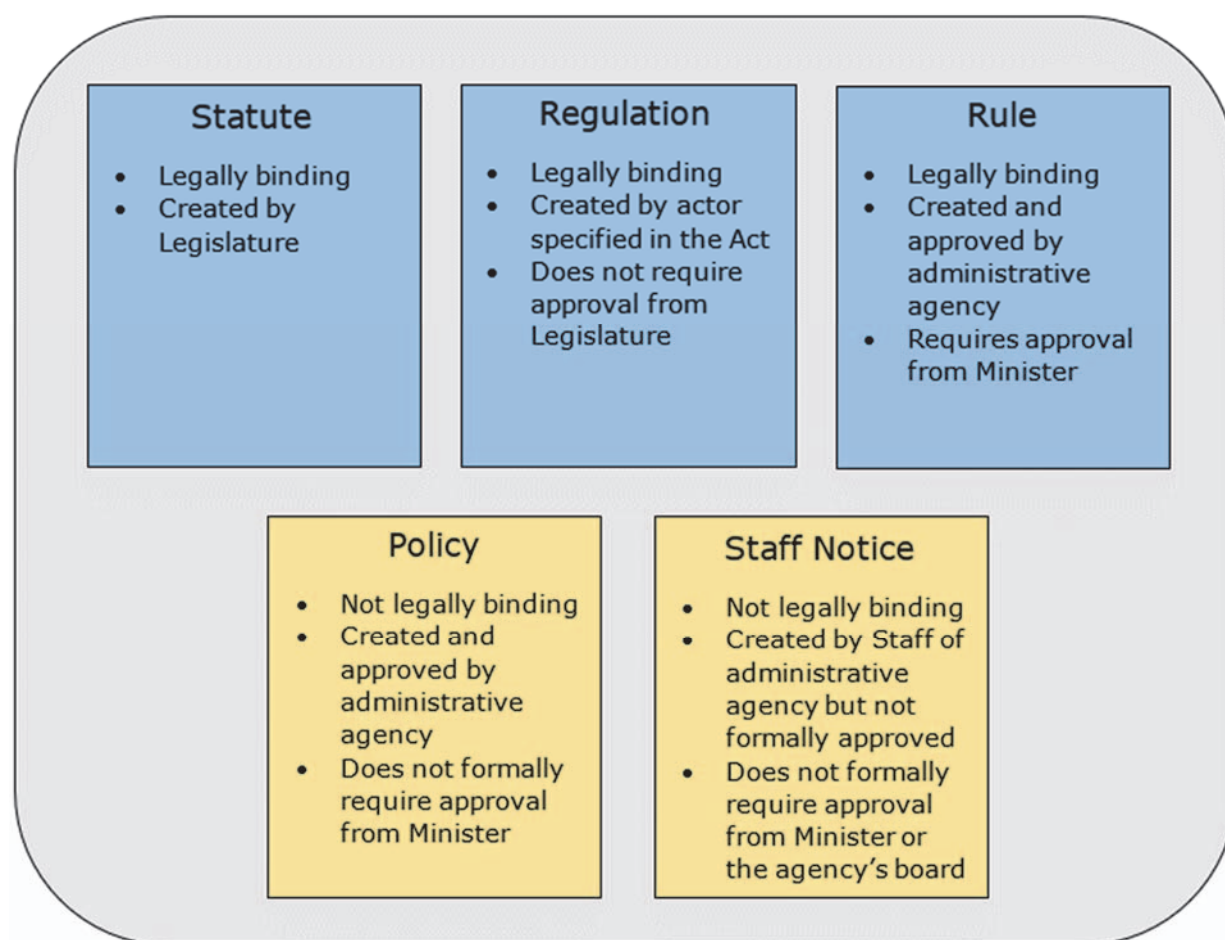 Statute
• Legally binding
• Created by
Legislature
Regulation
• Legally binding
• Created by actor
specified in the Act
• Does not require
approval from
Legislature
Rule
• Legally binding
• Created and
approved by
administrative
agency
• Requires approval
from Minister
Policy
• Not legally binding
• Created and
approved by
administrative
agency
• Does not formally
require approval
from Minister
Staff Notice
• Not legally binding
• Created by Staff of
administrative
agency but not
formally approved
• Does not formally
require approval
from Minister or
the agency’s board